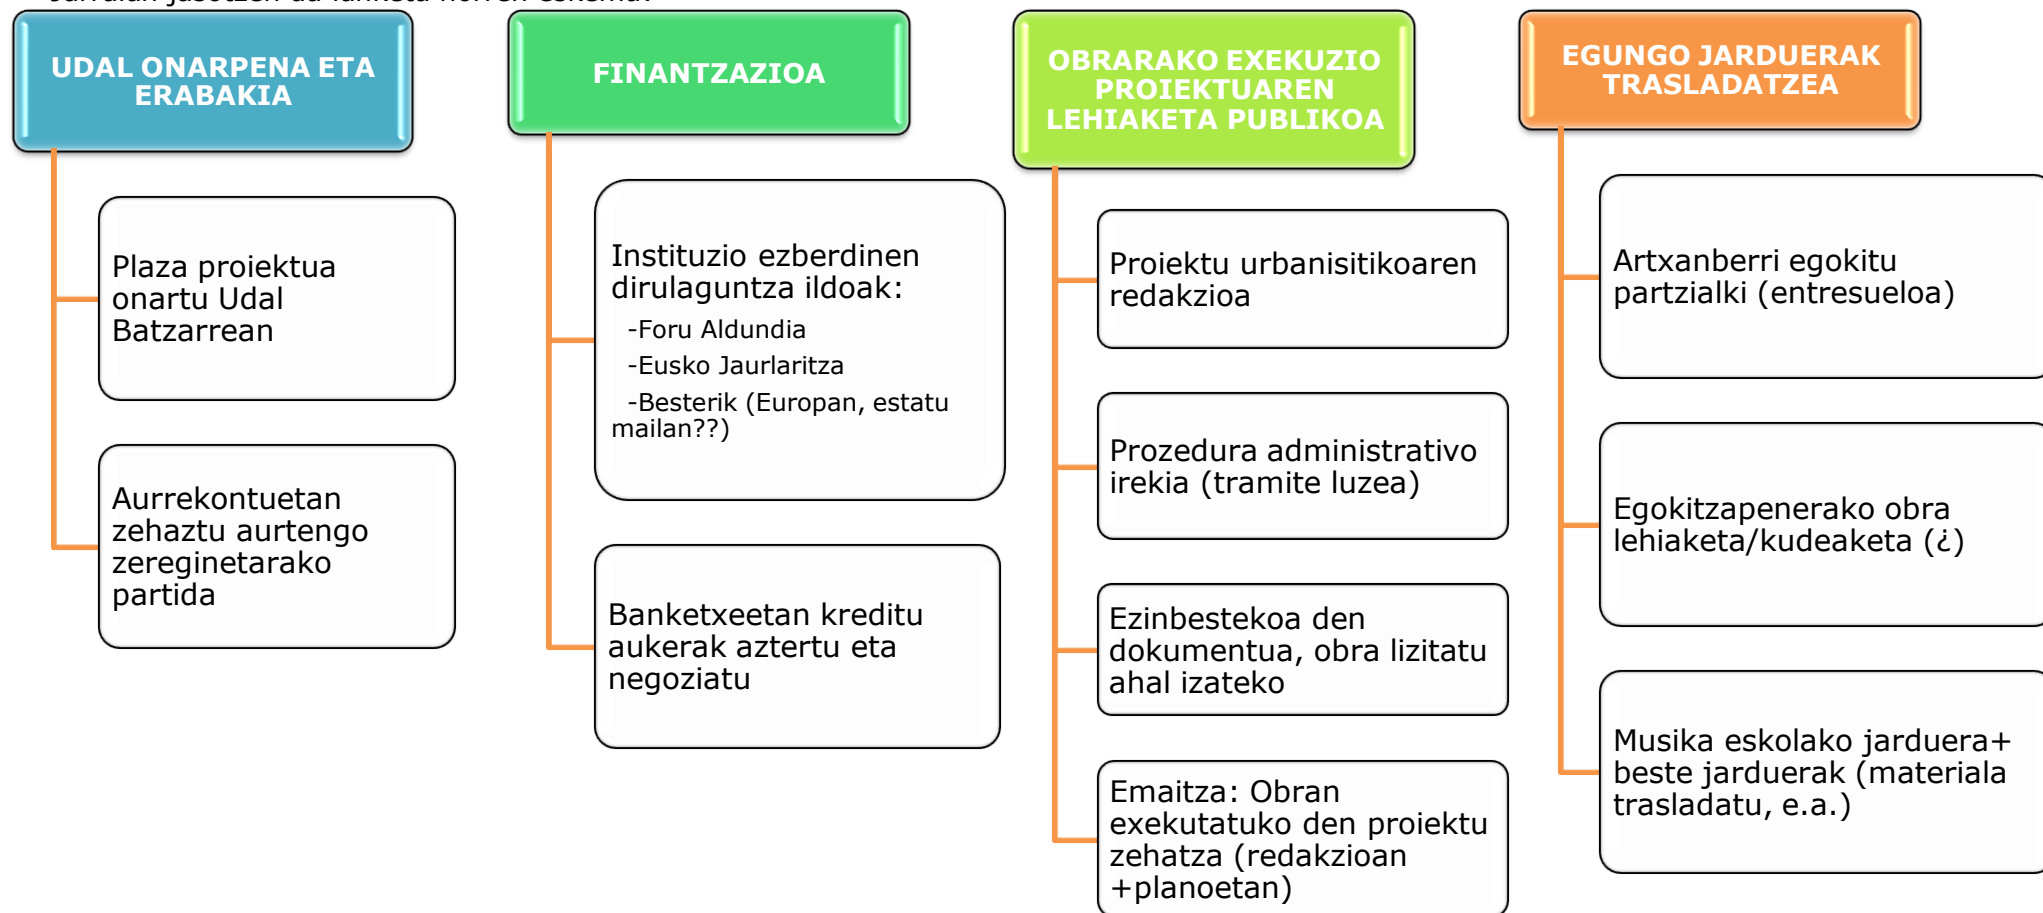 UDAL ONARPENA ETA
ERABAKIA
Plaza proiektua
onartu Udal
Batzarrean
Aurrekontuetan
zehaztu aurtengo
zereginetarako
partida
FINANTZAZIOA
Instituzio ezberdinen
dirulaguntza ildoak:
-Foru Aldundia
-Eusko Jaurlaritza
-Besterik (Europan, estatu
mailan??)
Banketxeetan kreditu
aukerak aztertu eta
negoziatu
OBRARAKO EXEKUZIO
PROIEKTUAREN
LEHIAKETA PUBLIKOA
Proiektu urbanisitikoaren
redakzioa
Prozedura administrativo
irekia (tramite luzea)
Ezinbestekoa den
dokumentua, obra lizitatu
ahal izateko
Emaitza: Obran
exekutatuko den proiektu
zehatza (redakzioan
+planoetan)
EGUNGO JARDUERAK
TRASLADATZEA
Artxanberri egokitu
partzialki (entresueloa)
Egokitzapenerako obra
lehiaketa/kudeaketa (¿)
Musika eskolako jarduera+
beste jarduerak (materiala
trasladatu, e.a.)